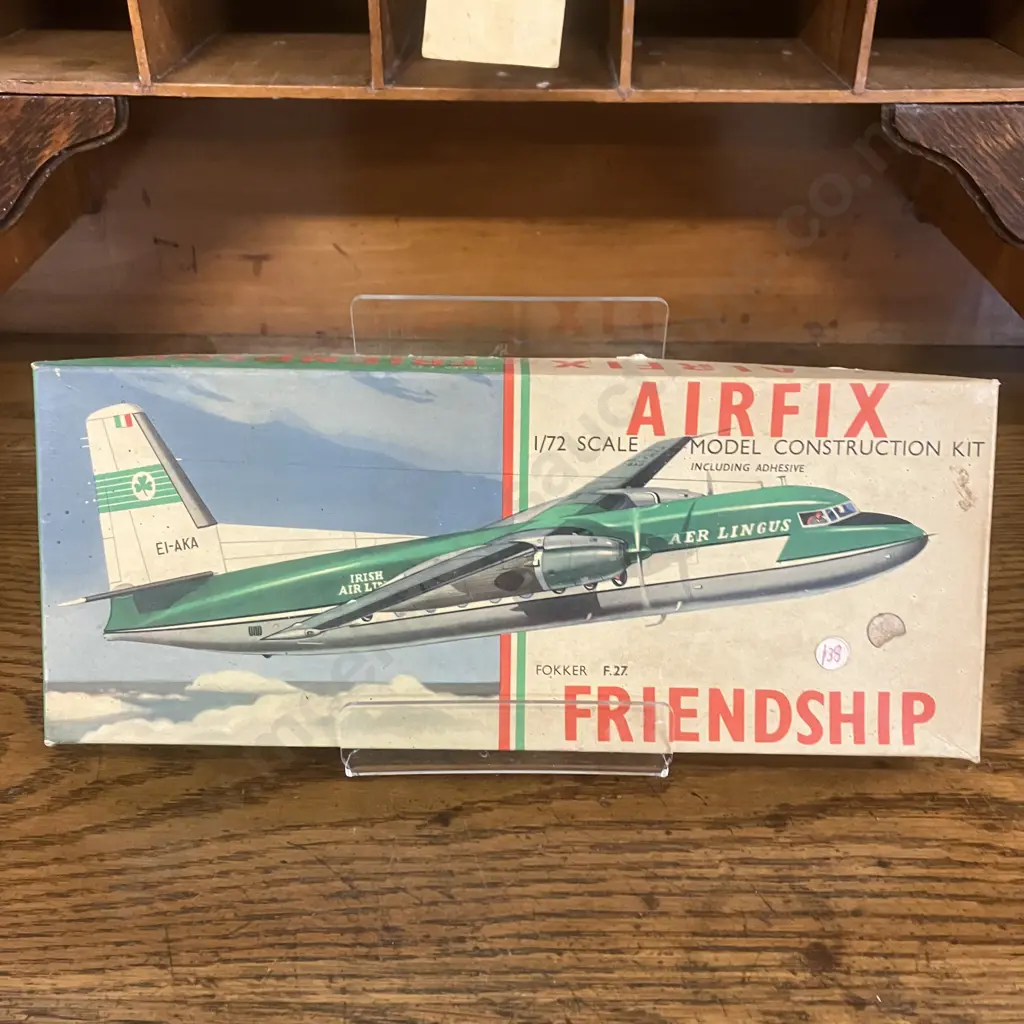 AIRFIX
1/72 SCALE MODEL CONSTRUCTION KIT
INCLUDING ADHESIVE
AER LINGUS
EI-AKA
IRISH
AIR
139
FOKKER F.27.
FRIENDSHIP